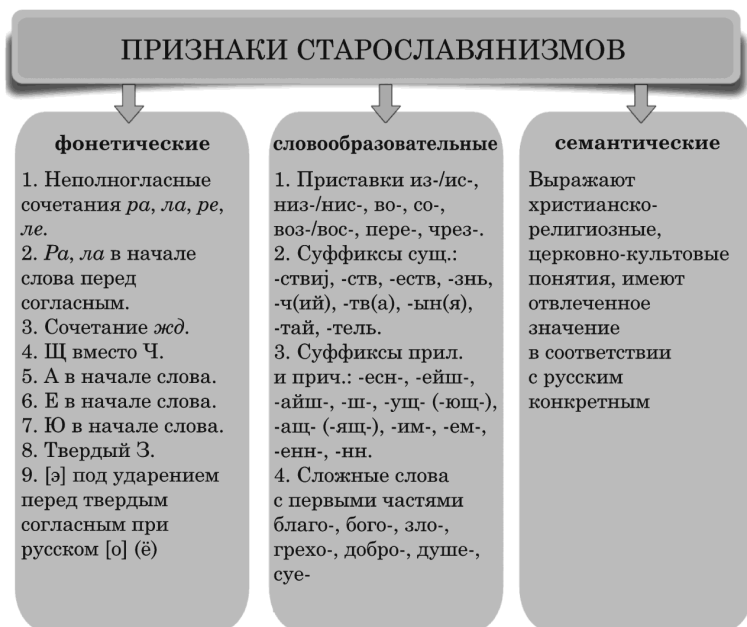 ПРИЗНАКИ СТАРОСЛАВЯНИЗМОВ
фонетические
1. Неполногласные
сочетания ра, ла, ре,
ле.
2. Ра, ла в начале
слова перед
согласным.
3. Сочетание жд.
4. Щ вместо Ч.
5. А в начале слова.
6. Е в начале слова.
7. Ю в начале слова.
8. Твердый З.
9. [э] под ударением
перед твердым
согласным при
русском [о] (ё)
словообразовательные
1. Приставки из-/ис-,
низ-/нис-, во-, со-,
воз-/вос-, пере-, чрез-.
2. Суффиксы сущ.:
-ствиj, -ств, -еств, -знь,
-ч(ий), -тв(а), -ын(я),
-тай, -тель.
3. Суффиксы прил.
и прич.: -есн-, -ейш-,
-айш-, -ш-, -ущ- (-ющ-),
-ащ- (-ящ-), -им-, -ем-,
-енн-, -нн.
4. Сложные слова
с первыми частями
благо-, бого-, зло-,
грехо-, добро-, душе-,
суе-
семантические
Выражают
христианско-
религиозные,
церковно-культовые
понятия, имеют
отвлеченное
значение
в соответствии
с русским
конкретным